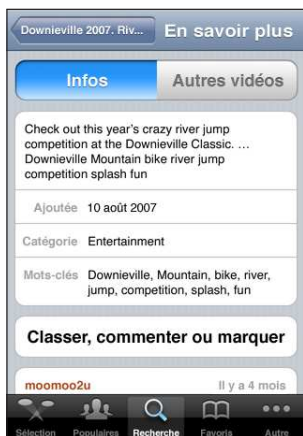 Downieville 2007. Riv... En savoir plus
Infos Autres vidéos
Check out this year's crazy river jump
competition at the Downieville Classic. ...
Downieville Mountain bike river jump
competition splash fun
Ajoutée 10 août 2007
Catégorie Entertainment
Mots-clés Downieville, Mountain, bike, river,
jump, competition, splash, fun
Classer, commenter ou marquer
moomoo2u Il y a 4 mois
Sélection Populaires Recherche Favoris Autre